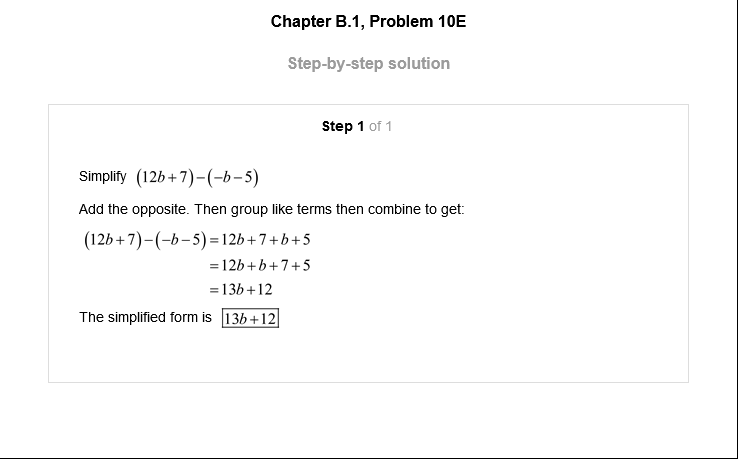 Chapter B.1, Problem 10E
Step-by-step solution
Step 1 of 1
Simplify (12b+7)−(−b−5)
Add the opposite. Then group like terms then combine to get:
(12b+7)−(−b−5)=12b+7+b+5
=12b+b+7+5
=13b+12
The simplified form is 13b+12